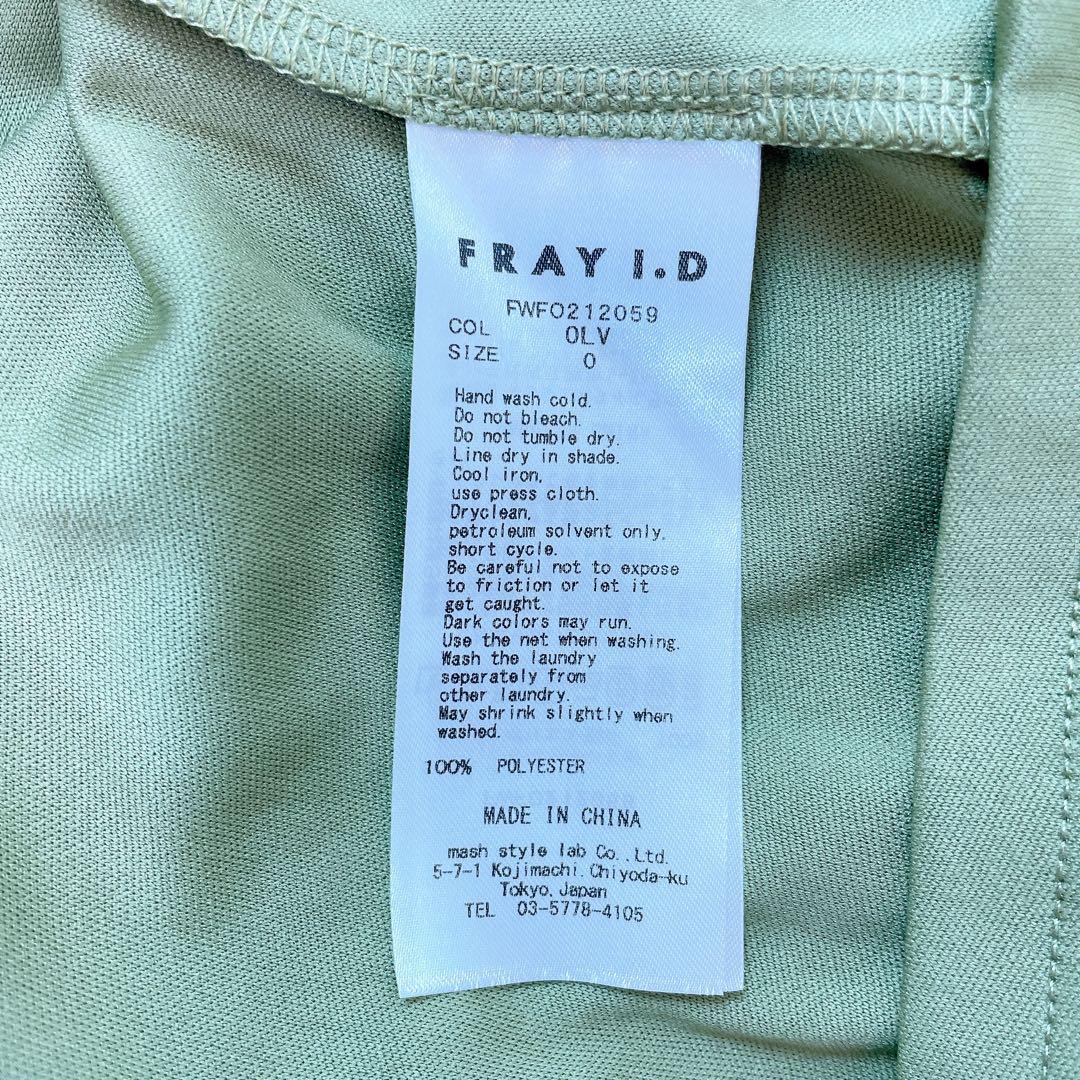 FRAY I.D
FWFO212059
COL OLV
SIZE 0
Hand wash cold.
Do not bleach.
Do not tumble dry.
Line dry in shade.
Cool iron,
use press cloth.
Dryclean,
petroleum solvent only,
short cycle.
Be careful not to expose
to friction or let it
get caught.
Dark colors may run.
Use the net when washing.
Wash the laundry
separately from
other laundry.
May shrink slightly when
washed.
100% POLYESTER
MADE IN CHINA
mash style lab Co.,Ltd.
5-7-1 Kojimachi,Chiyoda-ku
Tokyo,Japan
TEL 03-5778-4105